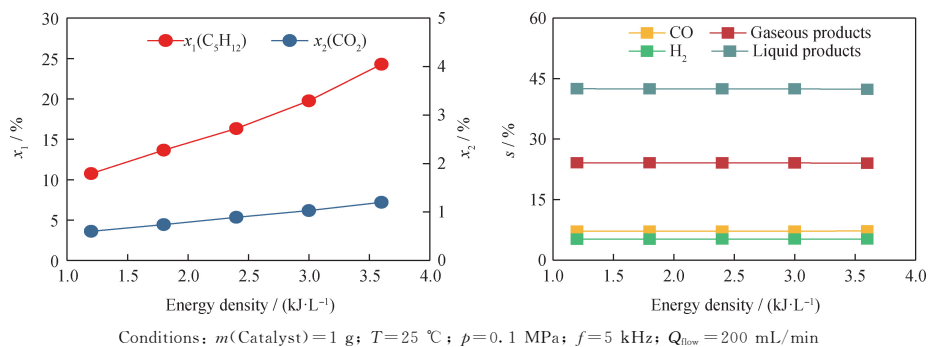 30
25
20
15
10
5
0
x₁ / %
x₁(C₅H₁₂)
x₂(CO₂)
5
4
3
2
1
0
x₂ / %
1.0 1.5 2.0 2.5 3.0 3.5 4.0
Energy density / (kJ·L⁻¹)
60
45
30
15
0
s / %
CO
Gaseous products
H₂
Liquid products
1.0 1.5 2.0 2.5 3.0 3.5 4.0
Energy density / (kJ·L⁻¹)
Conditions: m(Catalyst)=1 g; T=25 ℃; p=0.1 MPa; f=5 kHz; Q_flow=200 mL/min